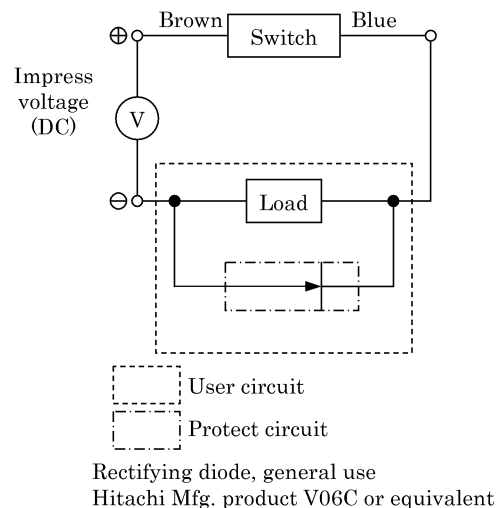 ⊕
Brown
Switch
Blue
Impress
voltage
(DC)
V
⊖
Load
User circuit
Protect circuit
Rectifying diode, general use
Hitachi Mfg. product V06C or equivalent